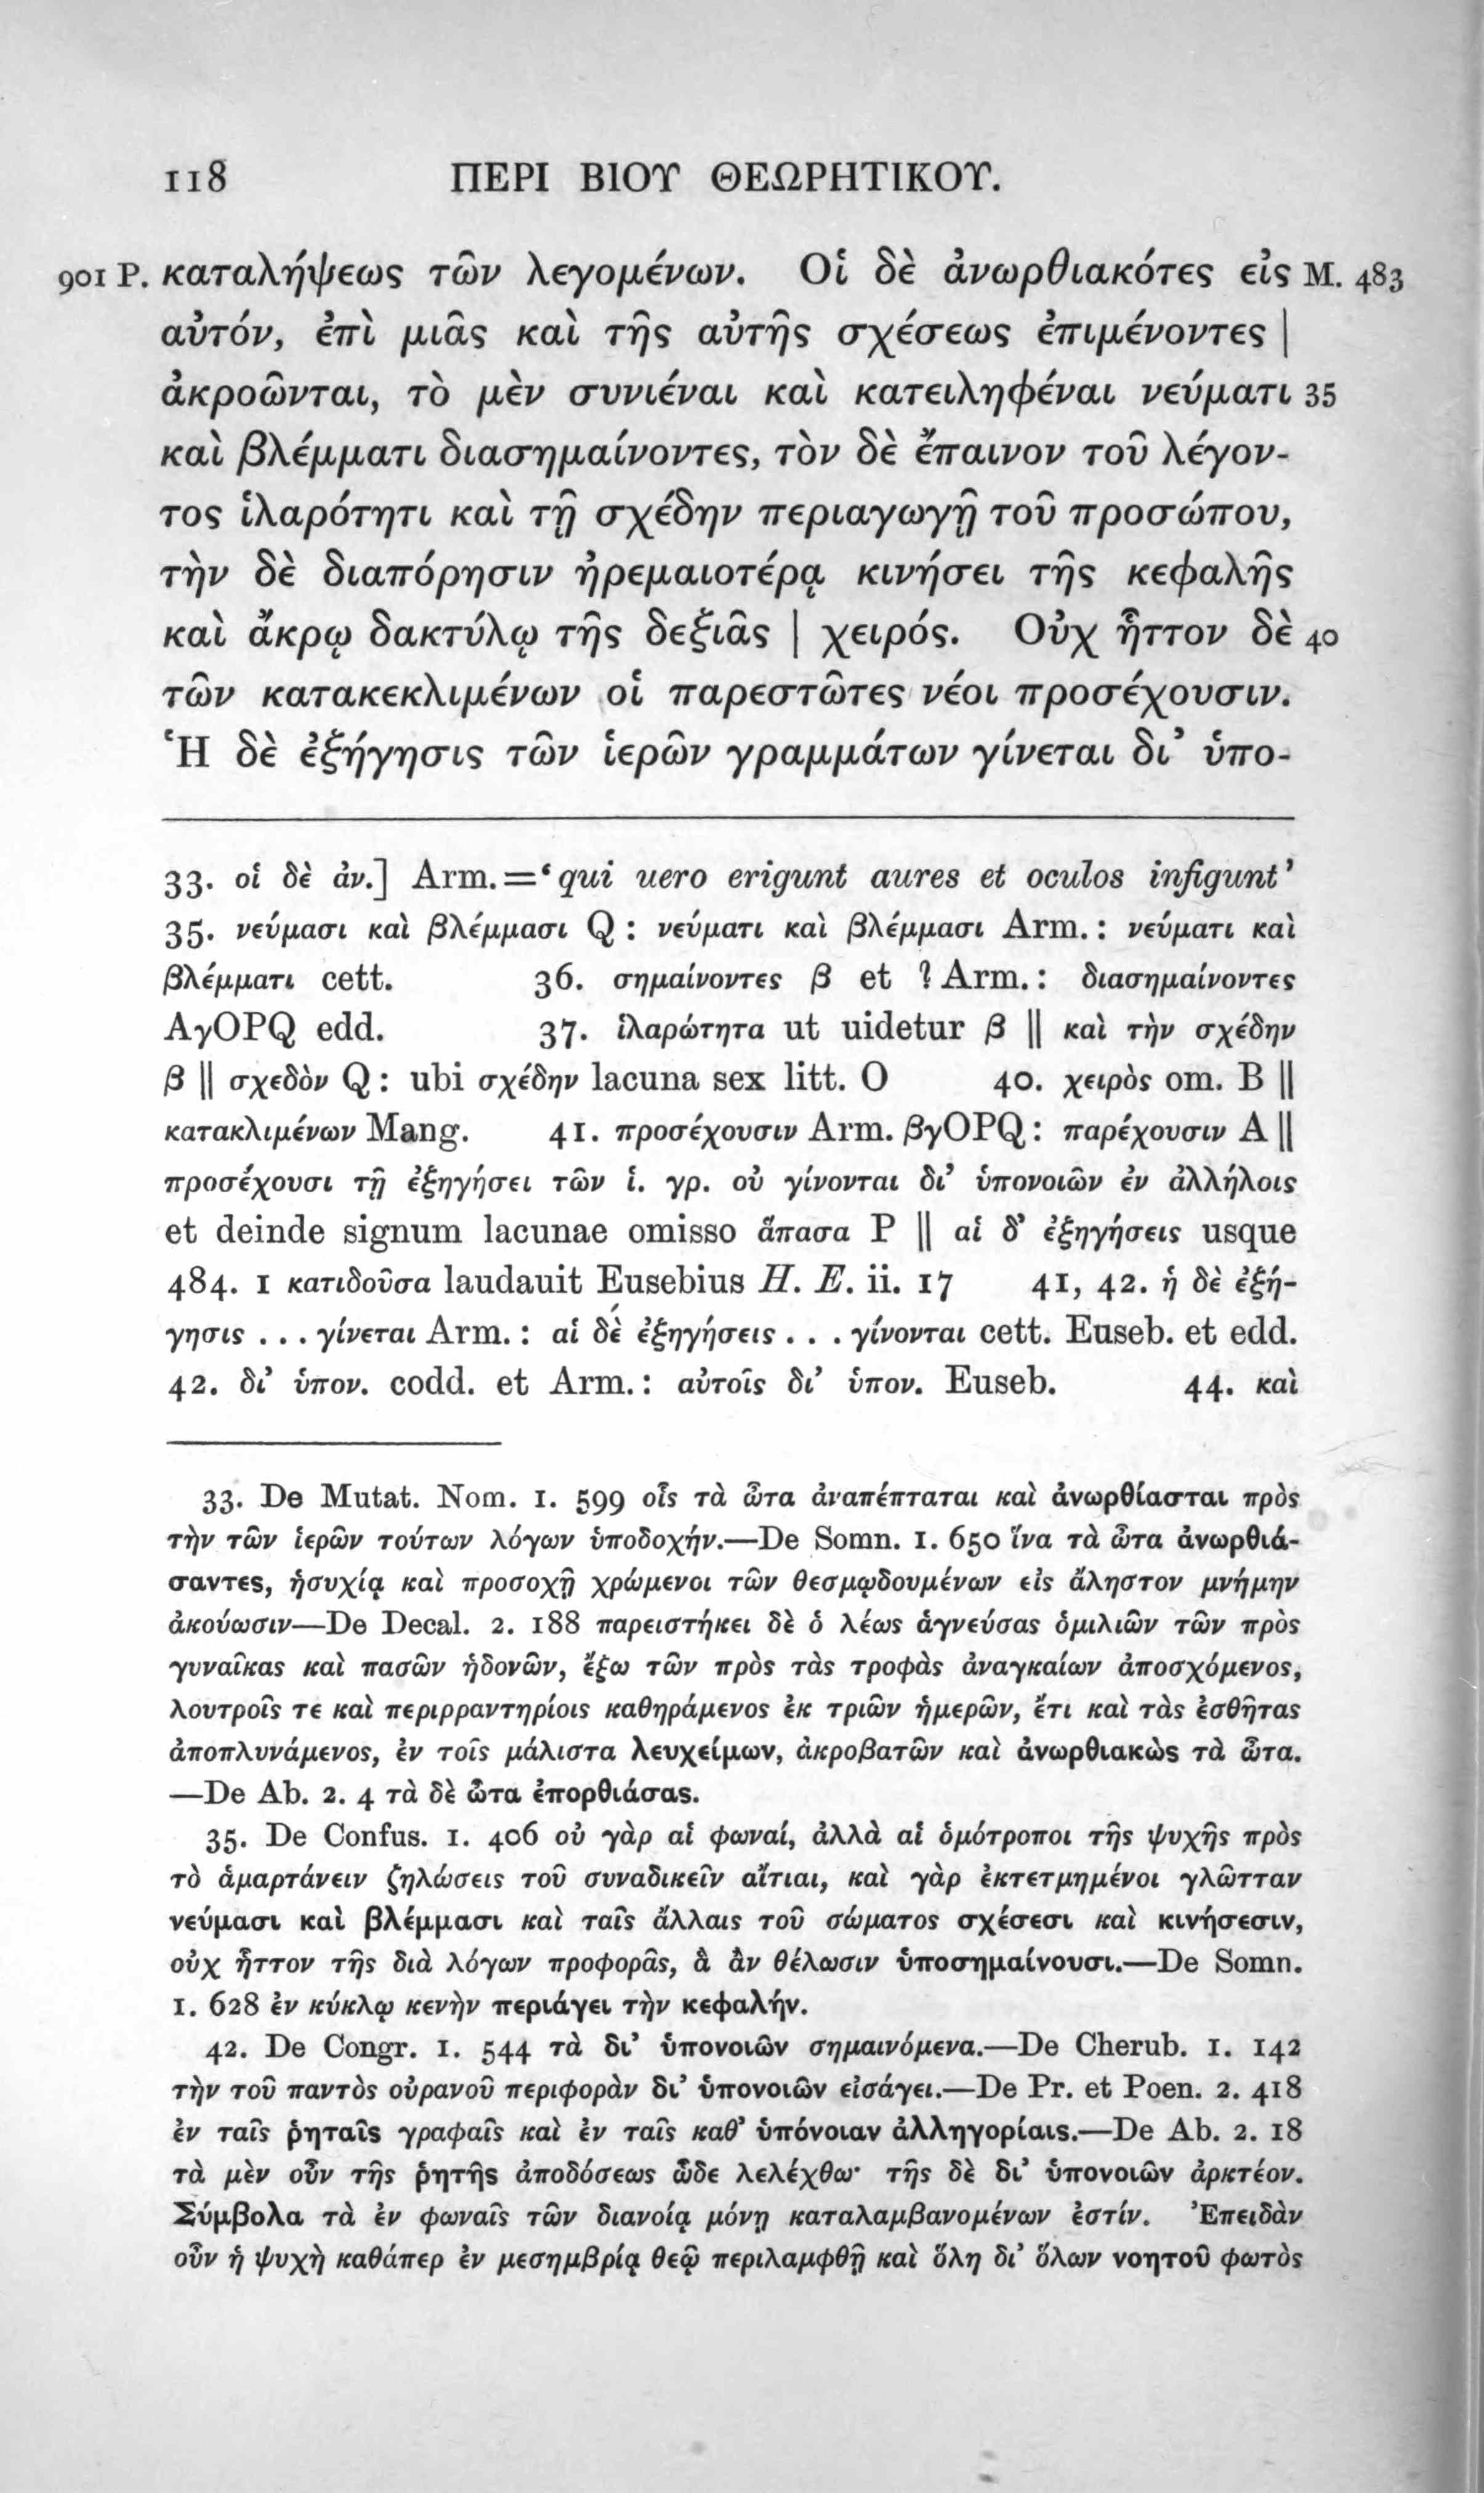 118 ΠΕΡΙ ΒΙΟΥ ΘΕΩΡΗΤΙΚΟΥ.
901 P. καταλήψεως τῶν λεγομένων. Οἱ δὲ ἀνωρθιακότες εἰς M. 483
αὐτόν, ἐπὶ μιᾶς καὶ τῆς αὐτῆς σχέσεως ἐπιμένοντες |
ἀκροῶνται, τὸ μὲν συνιέναι καὶ κατειληφέναι νεύματι 35
καὶ βλέμματι διασημαίνοντες, τὸν δὲ ἔπαινον τοῦ λέγον-
τος ἱλαρότητι καὶ τῇ σχέδην περιαγωγῇ τοῦ προσώπου,
τὴν δὲ διαπόρησιν ἠρεμαιοτέρᾳ κινήσει τῆς κεφαλῆς
καὶ ἄκρῳ δακτύλῳ τῆς δεξιᾶς | χειρός. Οὐχ ἧττον δὲ 40
τῶν κατακεκλιμένων οἱ παρεστῶτες νέοι προσέχουσιν.
Ἡ δὲ ἐξήγησις τῶν ἱερῶν γραμμάτων γίνεται δι’ ὑπο-
33. οἱ δὲ ἀν.] Arm.=‘qui uero erigunt aures et oculos infigunt’
35. νεύμασι καὶ βλέμμασι Q : νεύματι καὶ βλέμμασι Arm. : νεύματι καὶ
βλέμματι cett. 36. σημαίνοντες β et ? Arm. : διασημαίνοντες
AγOPQ edd. 37. ἱλαρώτητα ut uidetur β || καὶ τὴν σχέδην
β || σχεδὸν Q : ubi σχέδην lacuna sex litt. O 40. χειρὸς om. B ||
κατακλιμένων Mang. 41. προσέχουσιν Arm. βγOPQ : παρέχουσιν A ||
προσέχουσι τῇ ἐξηγήσει τῶν ἱ. γρ. οὐ γίνονται δι’ ὑπονοιῶν ἐν ἀλλήλοις
et deinde signum lacunae omisso ἅπασα P || αἱ δ’ ἐξηγήσεις usque
484. 1 κατιδοῦσα laudauit Eusebius H. E. ii. 17 41, 42. ἡ δὲ ἐξή-
γησις . . . γίνεται Arm. : αἱ δὲ ἐξηγήσεις . . . γίνονται cett. Euseb. et edd.
42. δι’ ὑπον. codd. et Arm. : αὐτοῖς δι’ ὑπον. Euseb. 44. καὶ
33. De Mutat. Nom. 1. 599 οἷς τὰ ὦτα ἀναπέπταται καὶ ἀνωρθίασται πρὸς
τὴν τῶν ἱερῶν τούτων λόγων ὑποδοχήν.—De Somn. 1. 650 ἵνα τὰ ὦτα ἀνωρθιά-
σαντες, ἡσυχίᾳ καὶ προσοχῇ χρώμενοι τῶν θεσμῳδουμένων εἰς ἄληστον μνήμην
ἀκούωσιν—De Decal. 2. 188 παρειστήκει δὲ ὁ λέως ἁγνεύσας ὁμιλιῶν τῶν πρὸς
γυναῖκας καὶ πασῶν ἡδονῶν, ἔξω τῶν πρὸς τὰς τροφὰς ἀναγκαίων ἀποσχόμενος,
λουτροῖς τε καὶ περιρραντηρίοις καθηράμενος ἐκ τριῶν ἡμερῶν, ἔτι καὶ τὰς ἐσθῆτας
ἀποπλυνάμενος, ἐν τοῖς μάλιστα λευχείμων, ἀκροβατῶν καὶ ἀνωρθιακὼς τὰ ὦτα.
—De Ab. 2. 4 τὰ δὲ ὦτα ἐπορθιάσας.
35. De Confus. 1. 406 οὐ γὰρ αἱ φωναί, ἀλλὰ αἱ ὁμότροποι τῆς ψυχῆς πρὸς
τὸ ἁμαρτάνειν ζηλώσεις τοῦ συναδικεῖν αἴτιαι, καὶ γὰρ ἐκτετμημένοι γλῶτταν
νεύμασι καὶ βλέμμασι καὶ ταῖς ἄλλαις τοῦ σώματος σχέσεσι καὶ κινήσεσιν,
οὐχ ἧττον τῆς διὰ λόγων προφορᾶς, ἃ ἂν θέλωσιν ὑποσημαίνουσι.—De Somn.
1. 628 ἐν κύκλῳ κενὴν περιάγει τὴν κεφαλήν.
42. De Congr. 1. 544 τὰ δι’ ὑπονοιῶν σημαινόμενα.—De Cherub. 1. 142
τὴν τοῦ παντὸς οὐρανοῦ περιφορὰν δι’ ὑπονοιῶν εἰσάγει.—De Pr. et Poen. 2. 418
ἐν ταῖς ῥηταῖς γραφαῖς καὶ ἐν ταῖς καθ’ ὑπόνοιαν ἀλληγορίαις.—De Ab. 2. 18
τὰ μὲν οὖν τῆς ῥητῆς ἀποδόσεως ὧδε λελέχθω· τῆς δὲ δι’ ὑπονοιῶν ἀρκτέον.
Σύμβολα τὰ ἐν φωναῖς τῶν διανοίᾳ μόνῃ καταλαμβανομένων ἐστίν. Ἐπειδὰν
οὖν ἡ ψυχὴ καθάπερ ἐν μεσημβρίᾳ θεῷ περιλαμφθῇ καὶ ὅλη δι’ ὅλων νοητοῦ φωτὸς